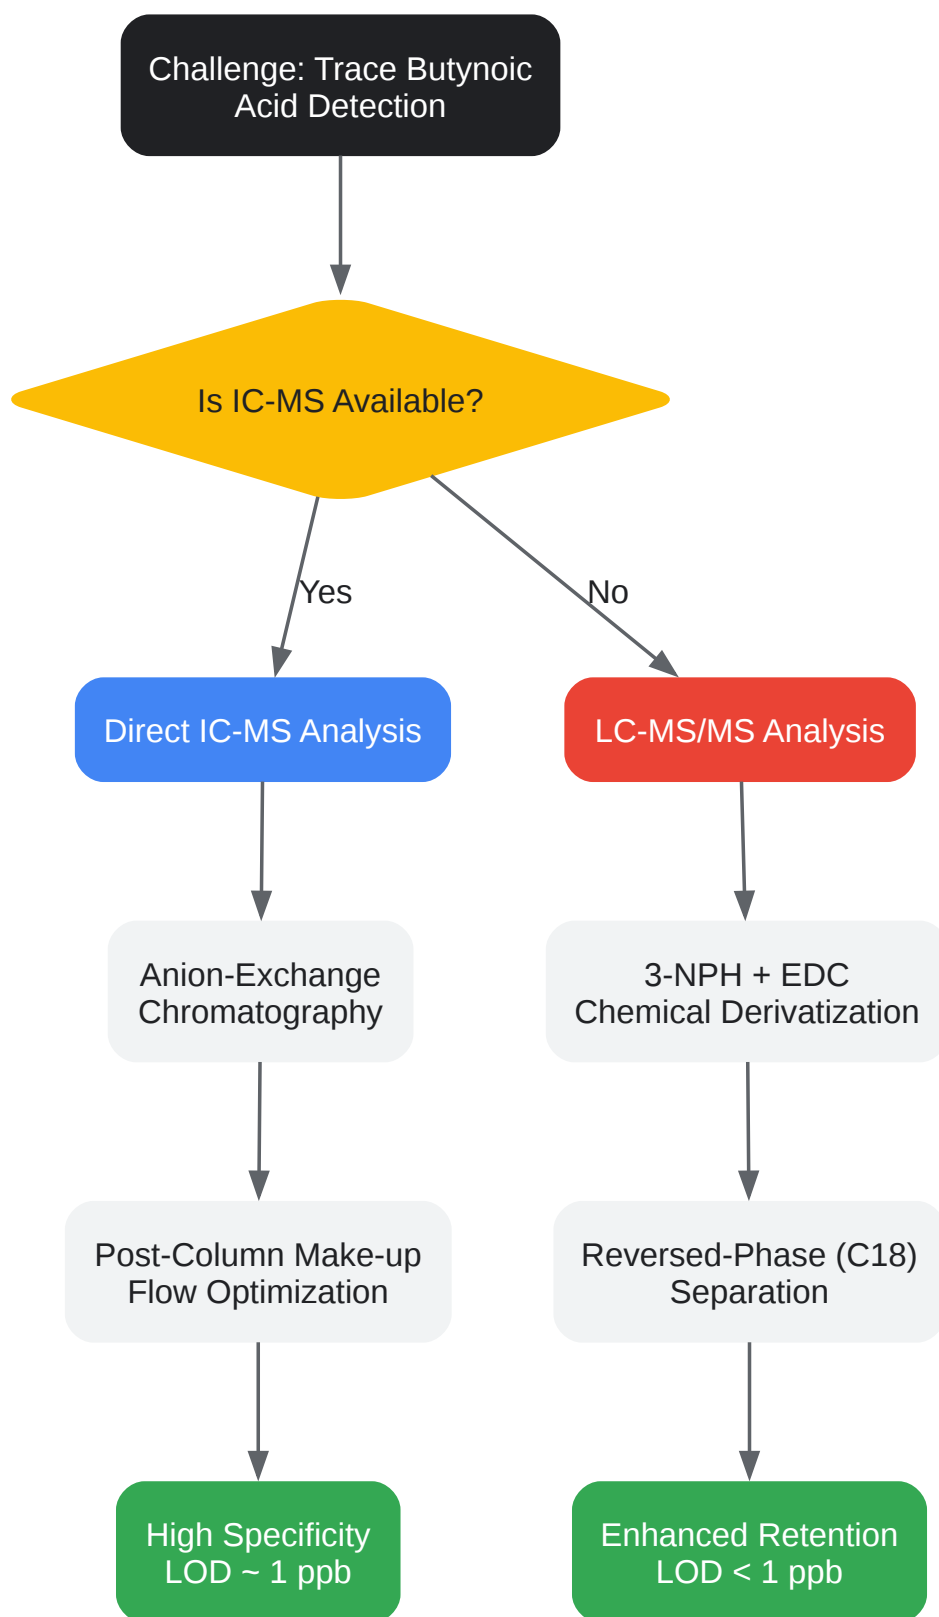 Challenge: Trace Butynoic
Acid Detection
Is IC-MS Available?
Yes
No
Direct IC-MS Analysis
LC-MS/MS Analysis
Anion-Exchange
Chromatography
3-NPH + EDC
Chemical Derivatization
Post-Column Make-up
Flow Optimization
Reversed-Phase (C18)
Separation
High Specificity
LOD ~ 1 ppb
Enhanced Retention
LOD < 1 ppb